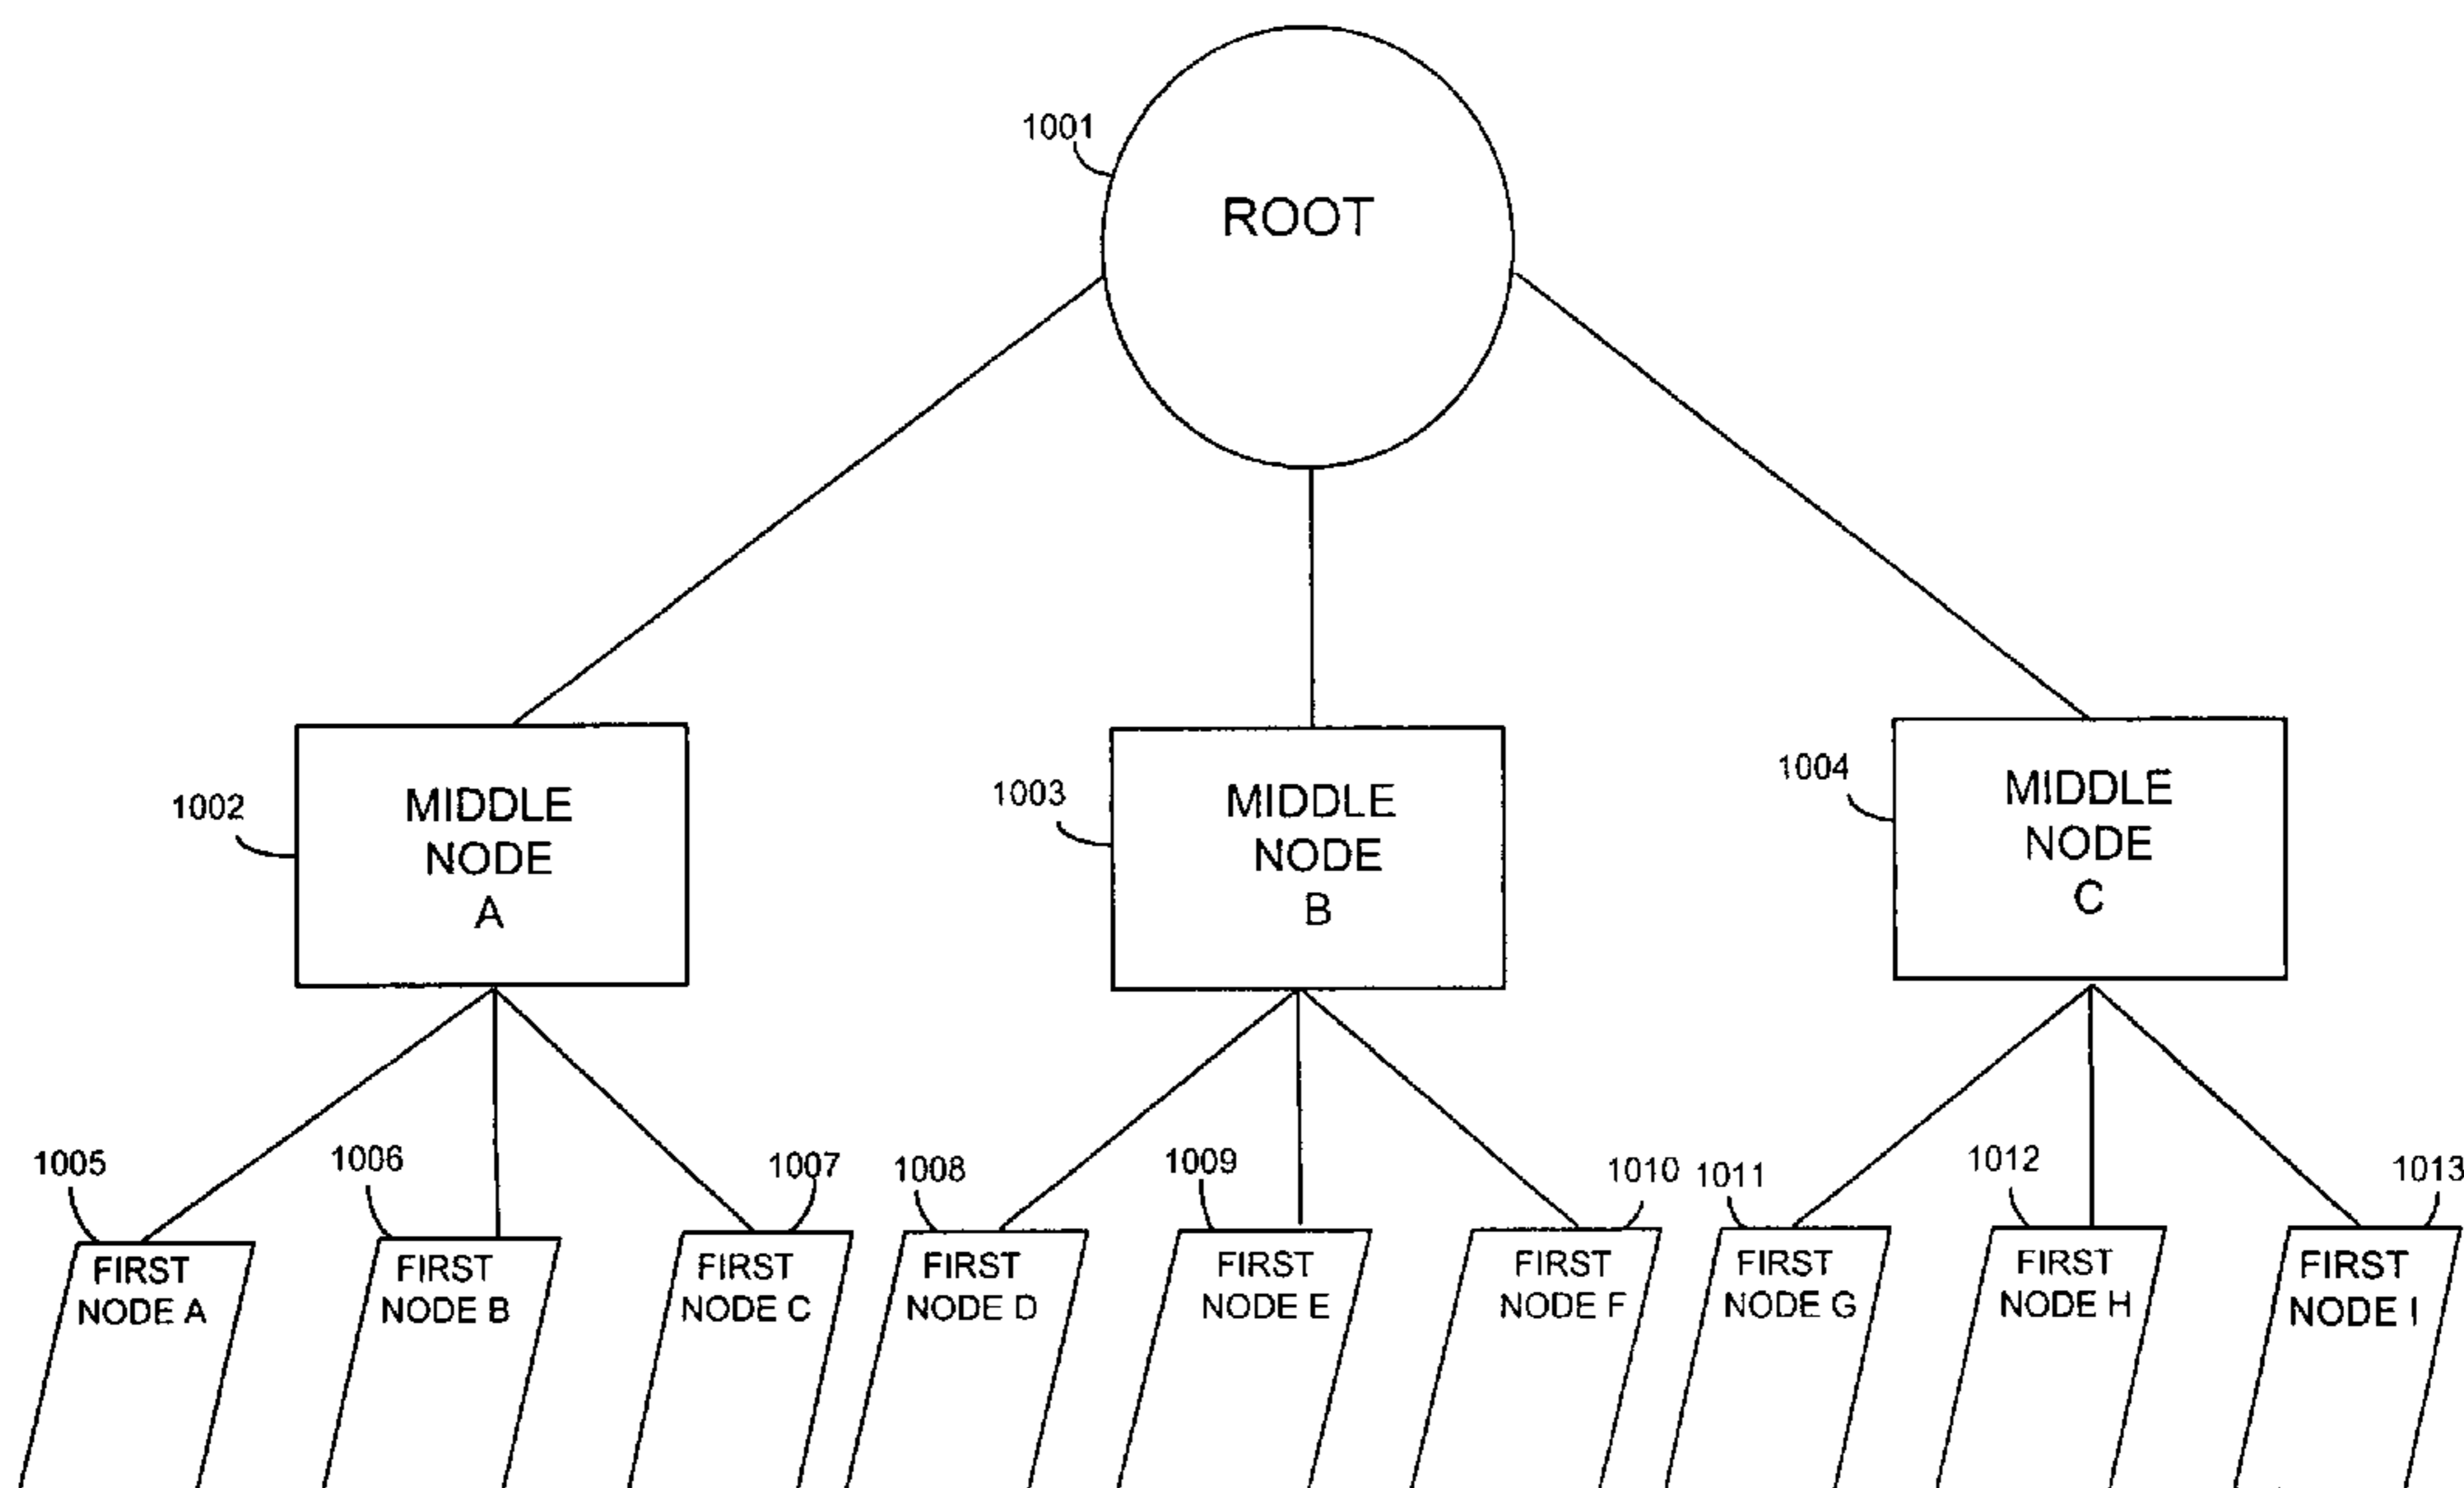 1001
ROOT
1002
MIDDLE
NODE
A
1003
MIDDLE
NODE
B
1004
MIDDLE
NODE
C
1005
FIRST
NODE A
1006
FIRST
NODE B
1007
FIRST
NODE C
1008
FIRST
NODE D
1009
FIRST
NODE E
1010
FIRST
NODE F
1011
FIRST
NODE G
1012
FIRST
NODE H
1013
FIRST
NODE I